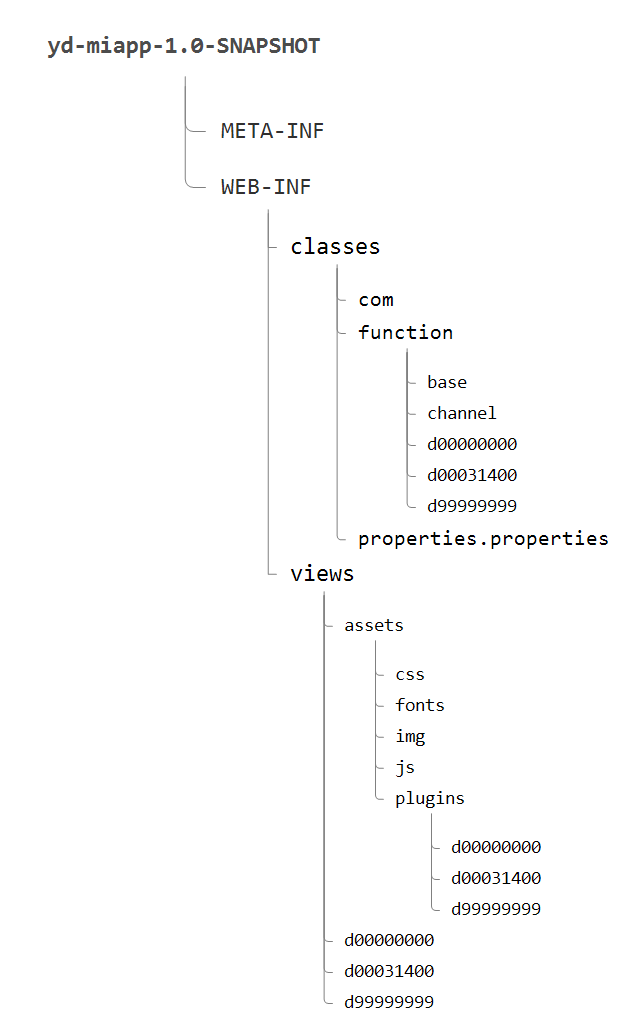 yd-miapp-1.0-SNAPSHOT
META-INF
WEB-INF
classes
com
function
base
channel
d00000000
d00031400
d99999999
properties.properties
views
assets
css
fonts
img
js
plugins
d00000000
d00031400
d99999999
d00000000
d00031400
d99999999